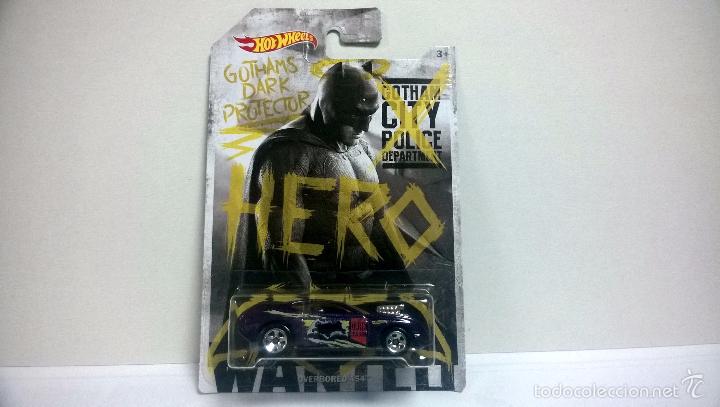 Hot Wheels
3+
GOTHAMS
DARK
PROTECTOR
GOTHAM
CITY
POLICE
DEPARTMENT
HERO
OVERBORED 454
WANTED
todocoleccion.net